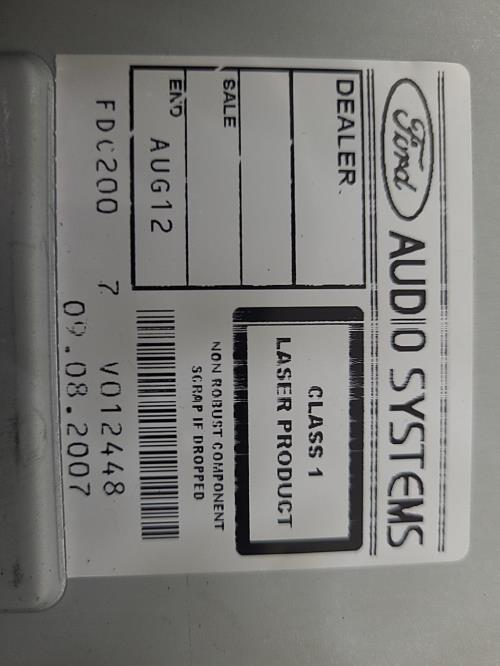 Ford AUDIO SYSTEMS
DEALER.
SALE
END AUG12
CLASS 1
LASER PRODUCT
NON ROBUST COMPONENT
SCRAP IF DROPPED
FDC200 7 V012448
09.08.2007